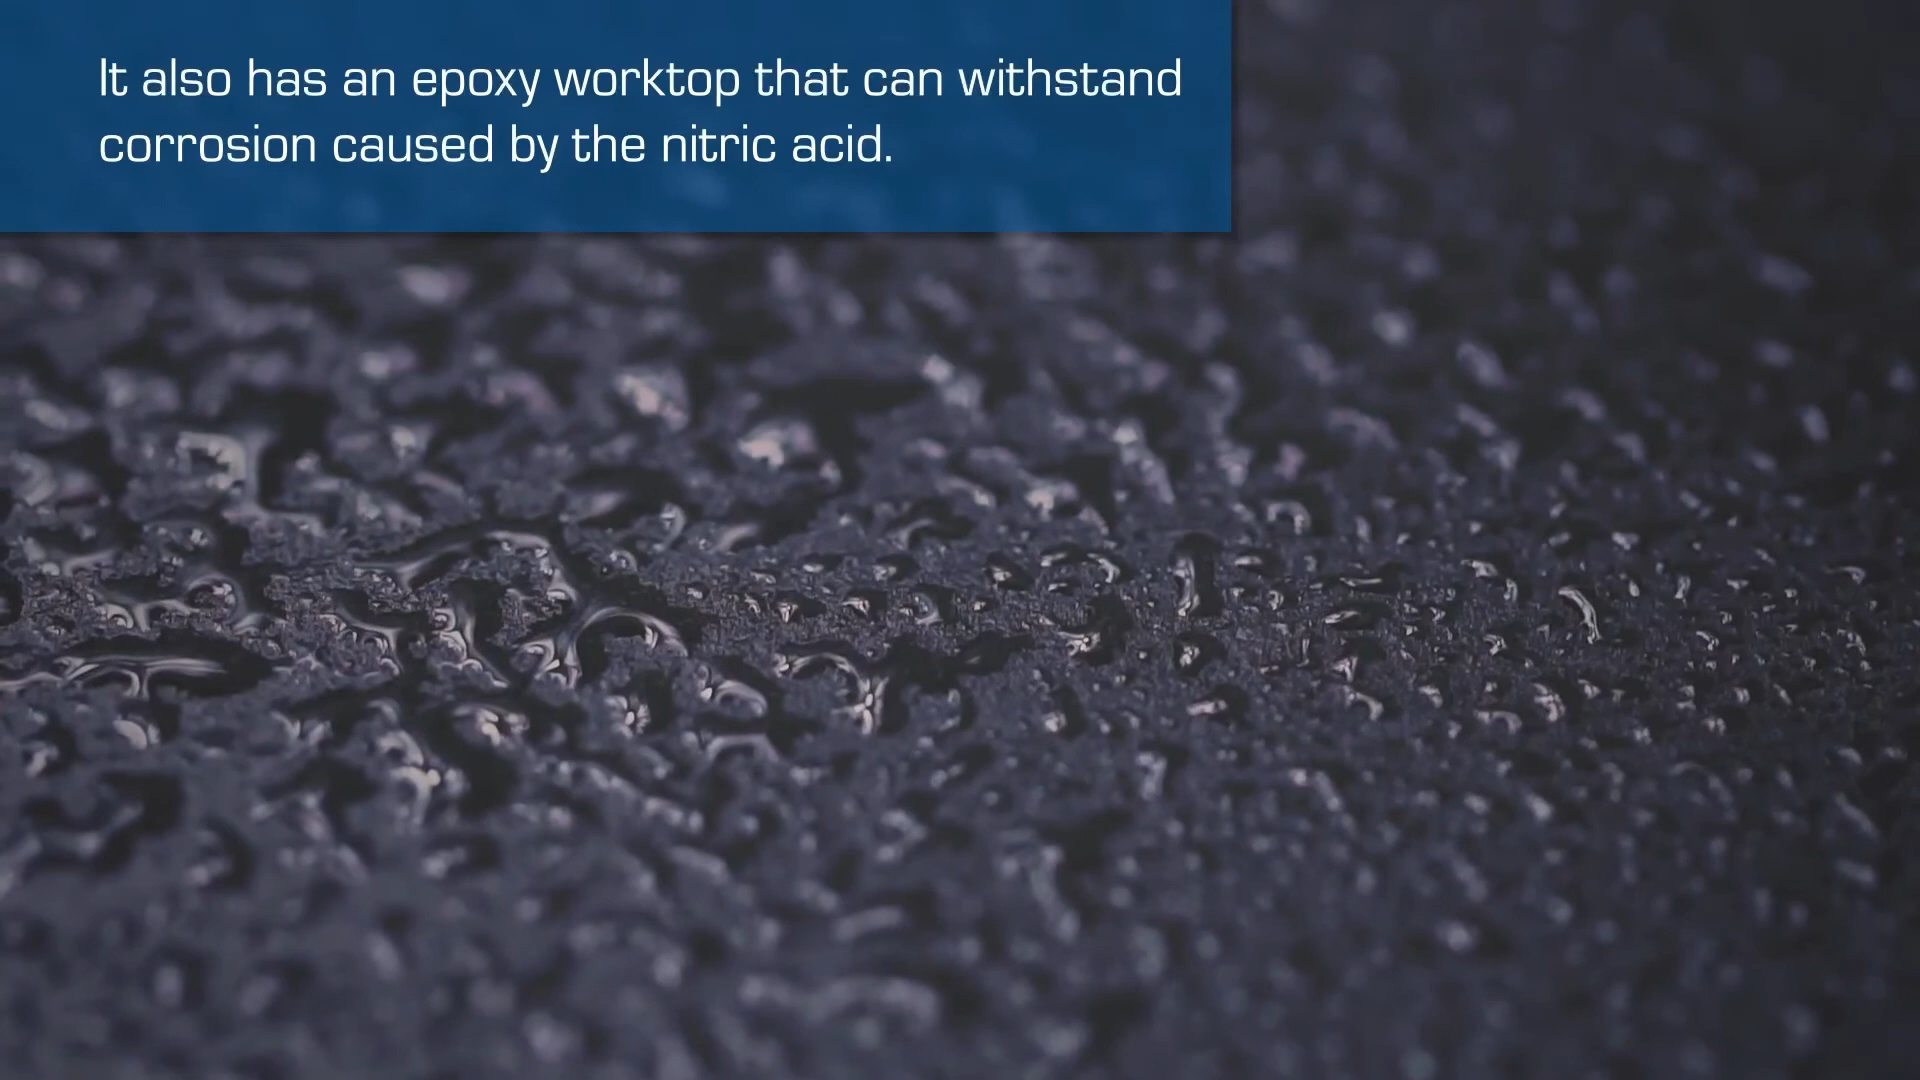 It also has an epoxy worktop that can withstand
corrosion caused by the nitric acid.